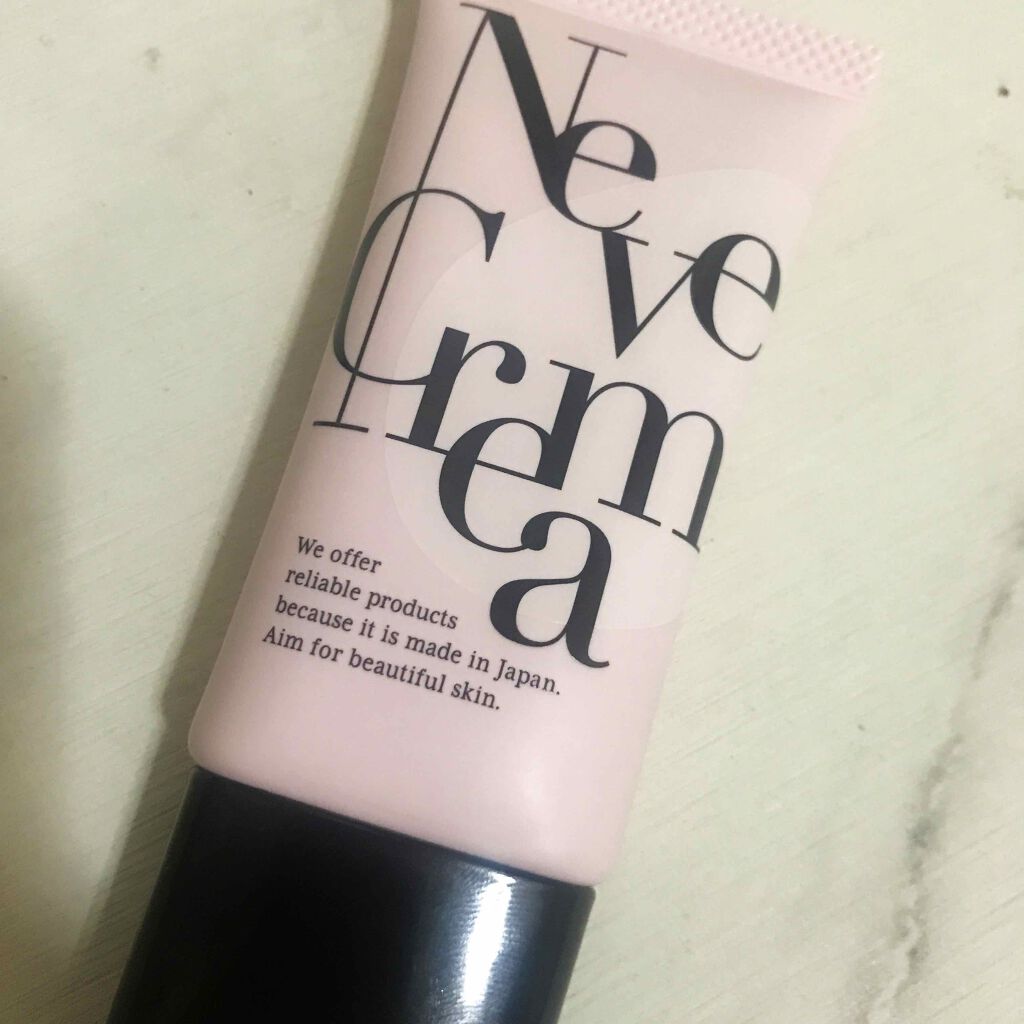 Neve
Crema
We offer
reliable products
because it is made in Japan.
Aim for beautiful skin.